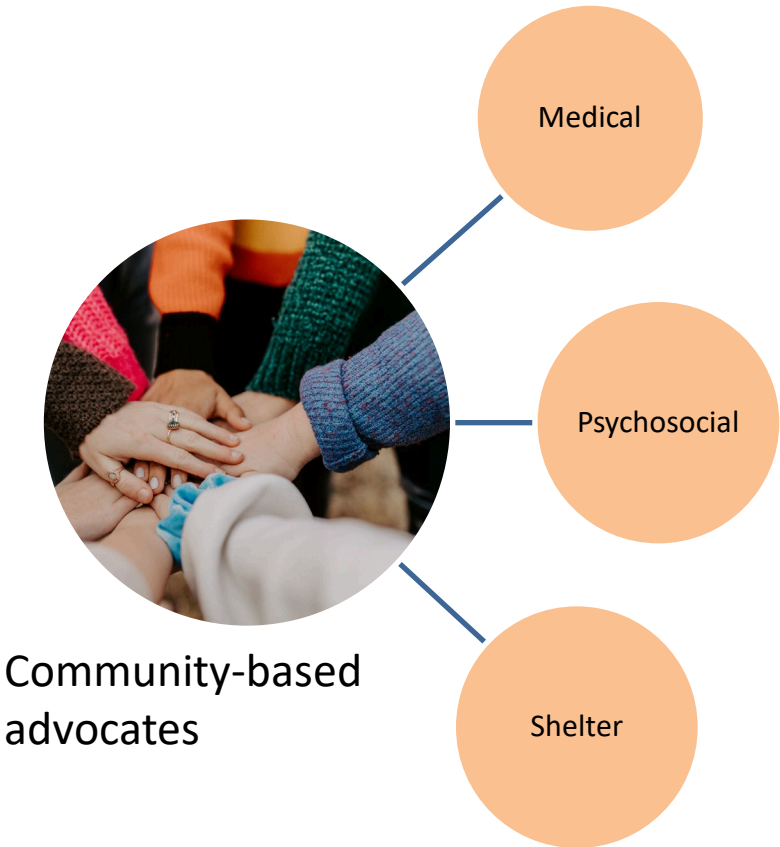 Medical
Psychosocial
Community-based
advocates
Shelter